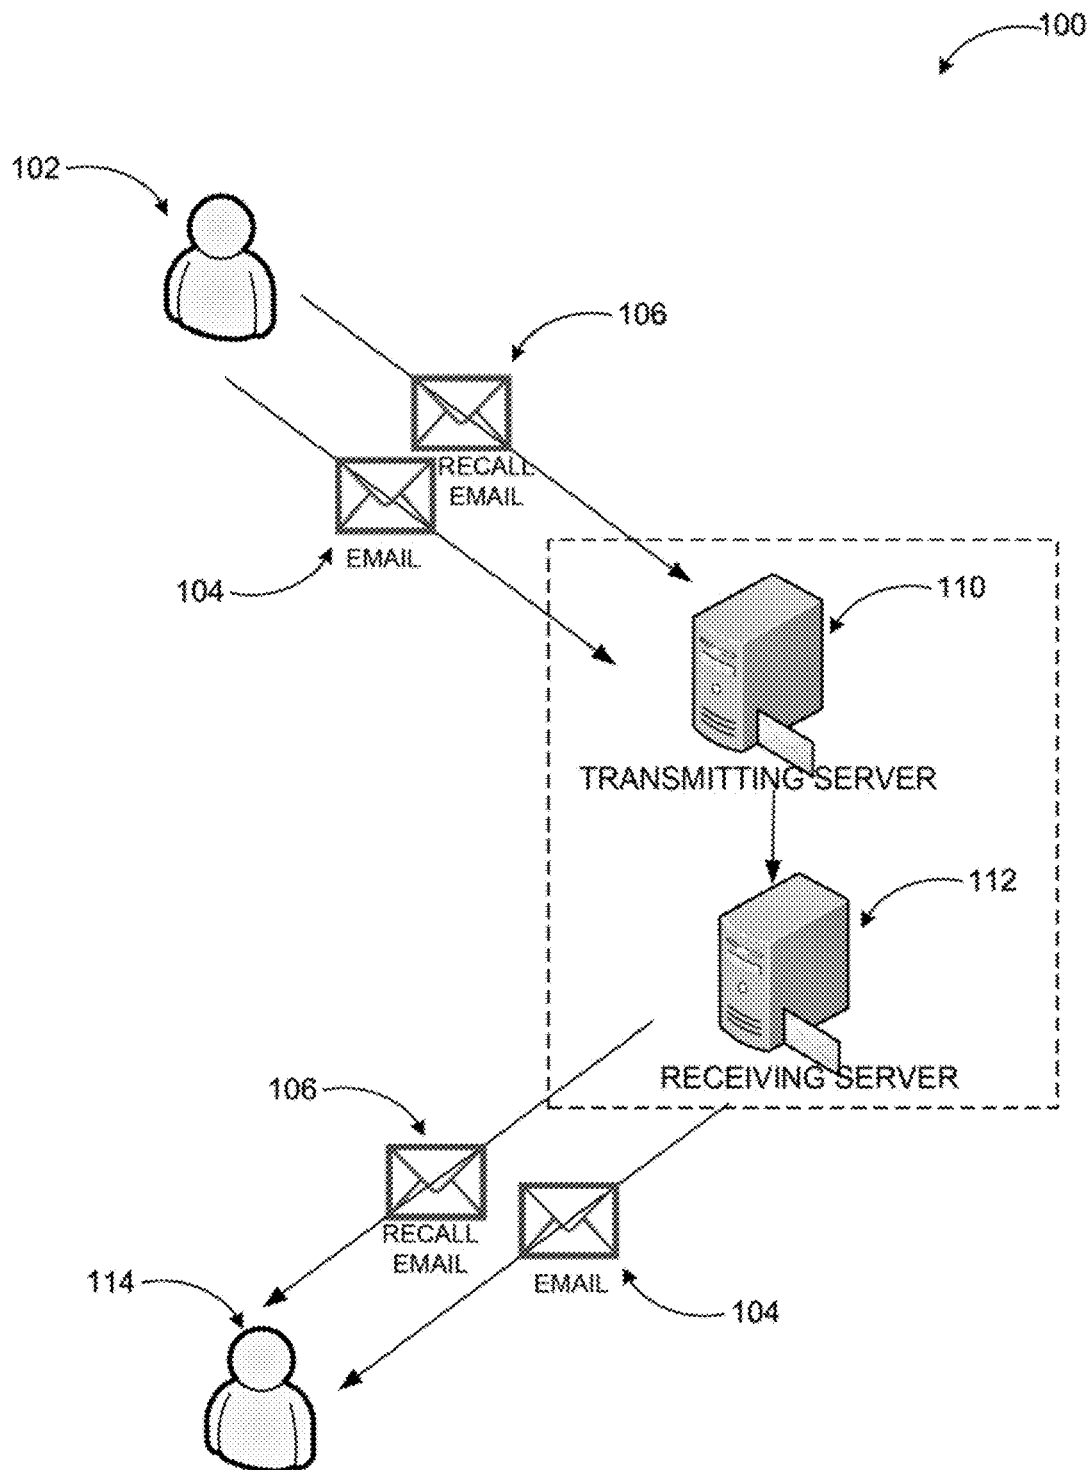 100
102
106
RECALL
EMAIL
EMAIL
104
110
TRANSMITTING SERVER
112
RECEIVING SERVER
106
RECALL
EMAIL
EMAIL
114
104